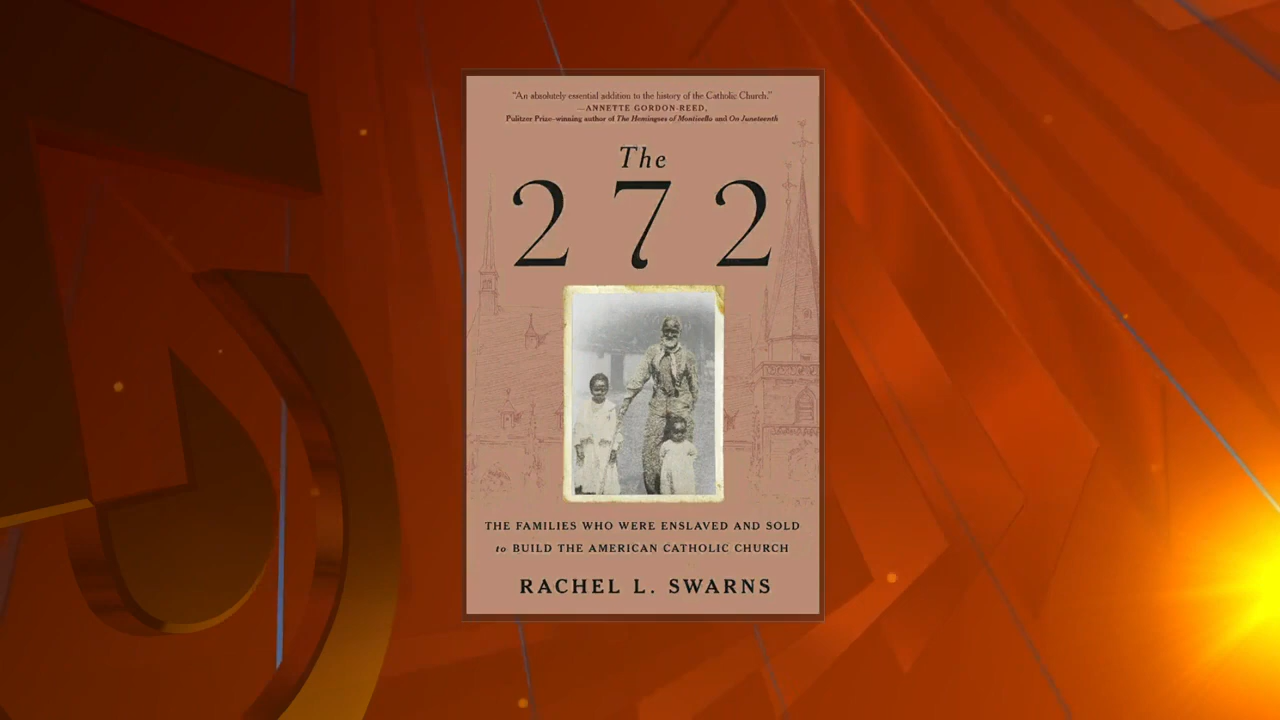 "An absolutely essential addition to the history of the Catholic Church."
—ANNETTE GORDON-REED,
Pulitzer Prize–winning author of The Hemingses of Monticello and On Juneteenth
The
272
THE FAMILIES WHO WERE ENSLAVED AND SOLD
to BUILD THE AMERICAN CATHOLIC CHURCH
RACHEL L. SWARNS
5